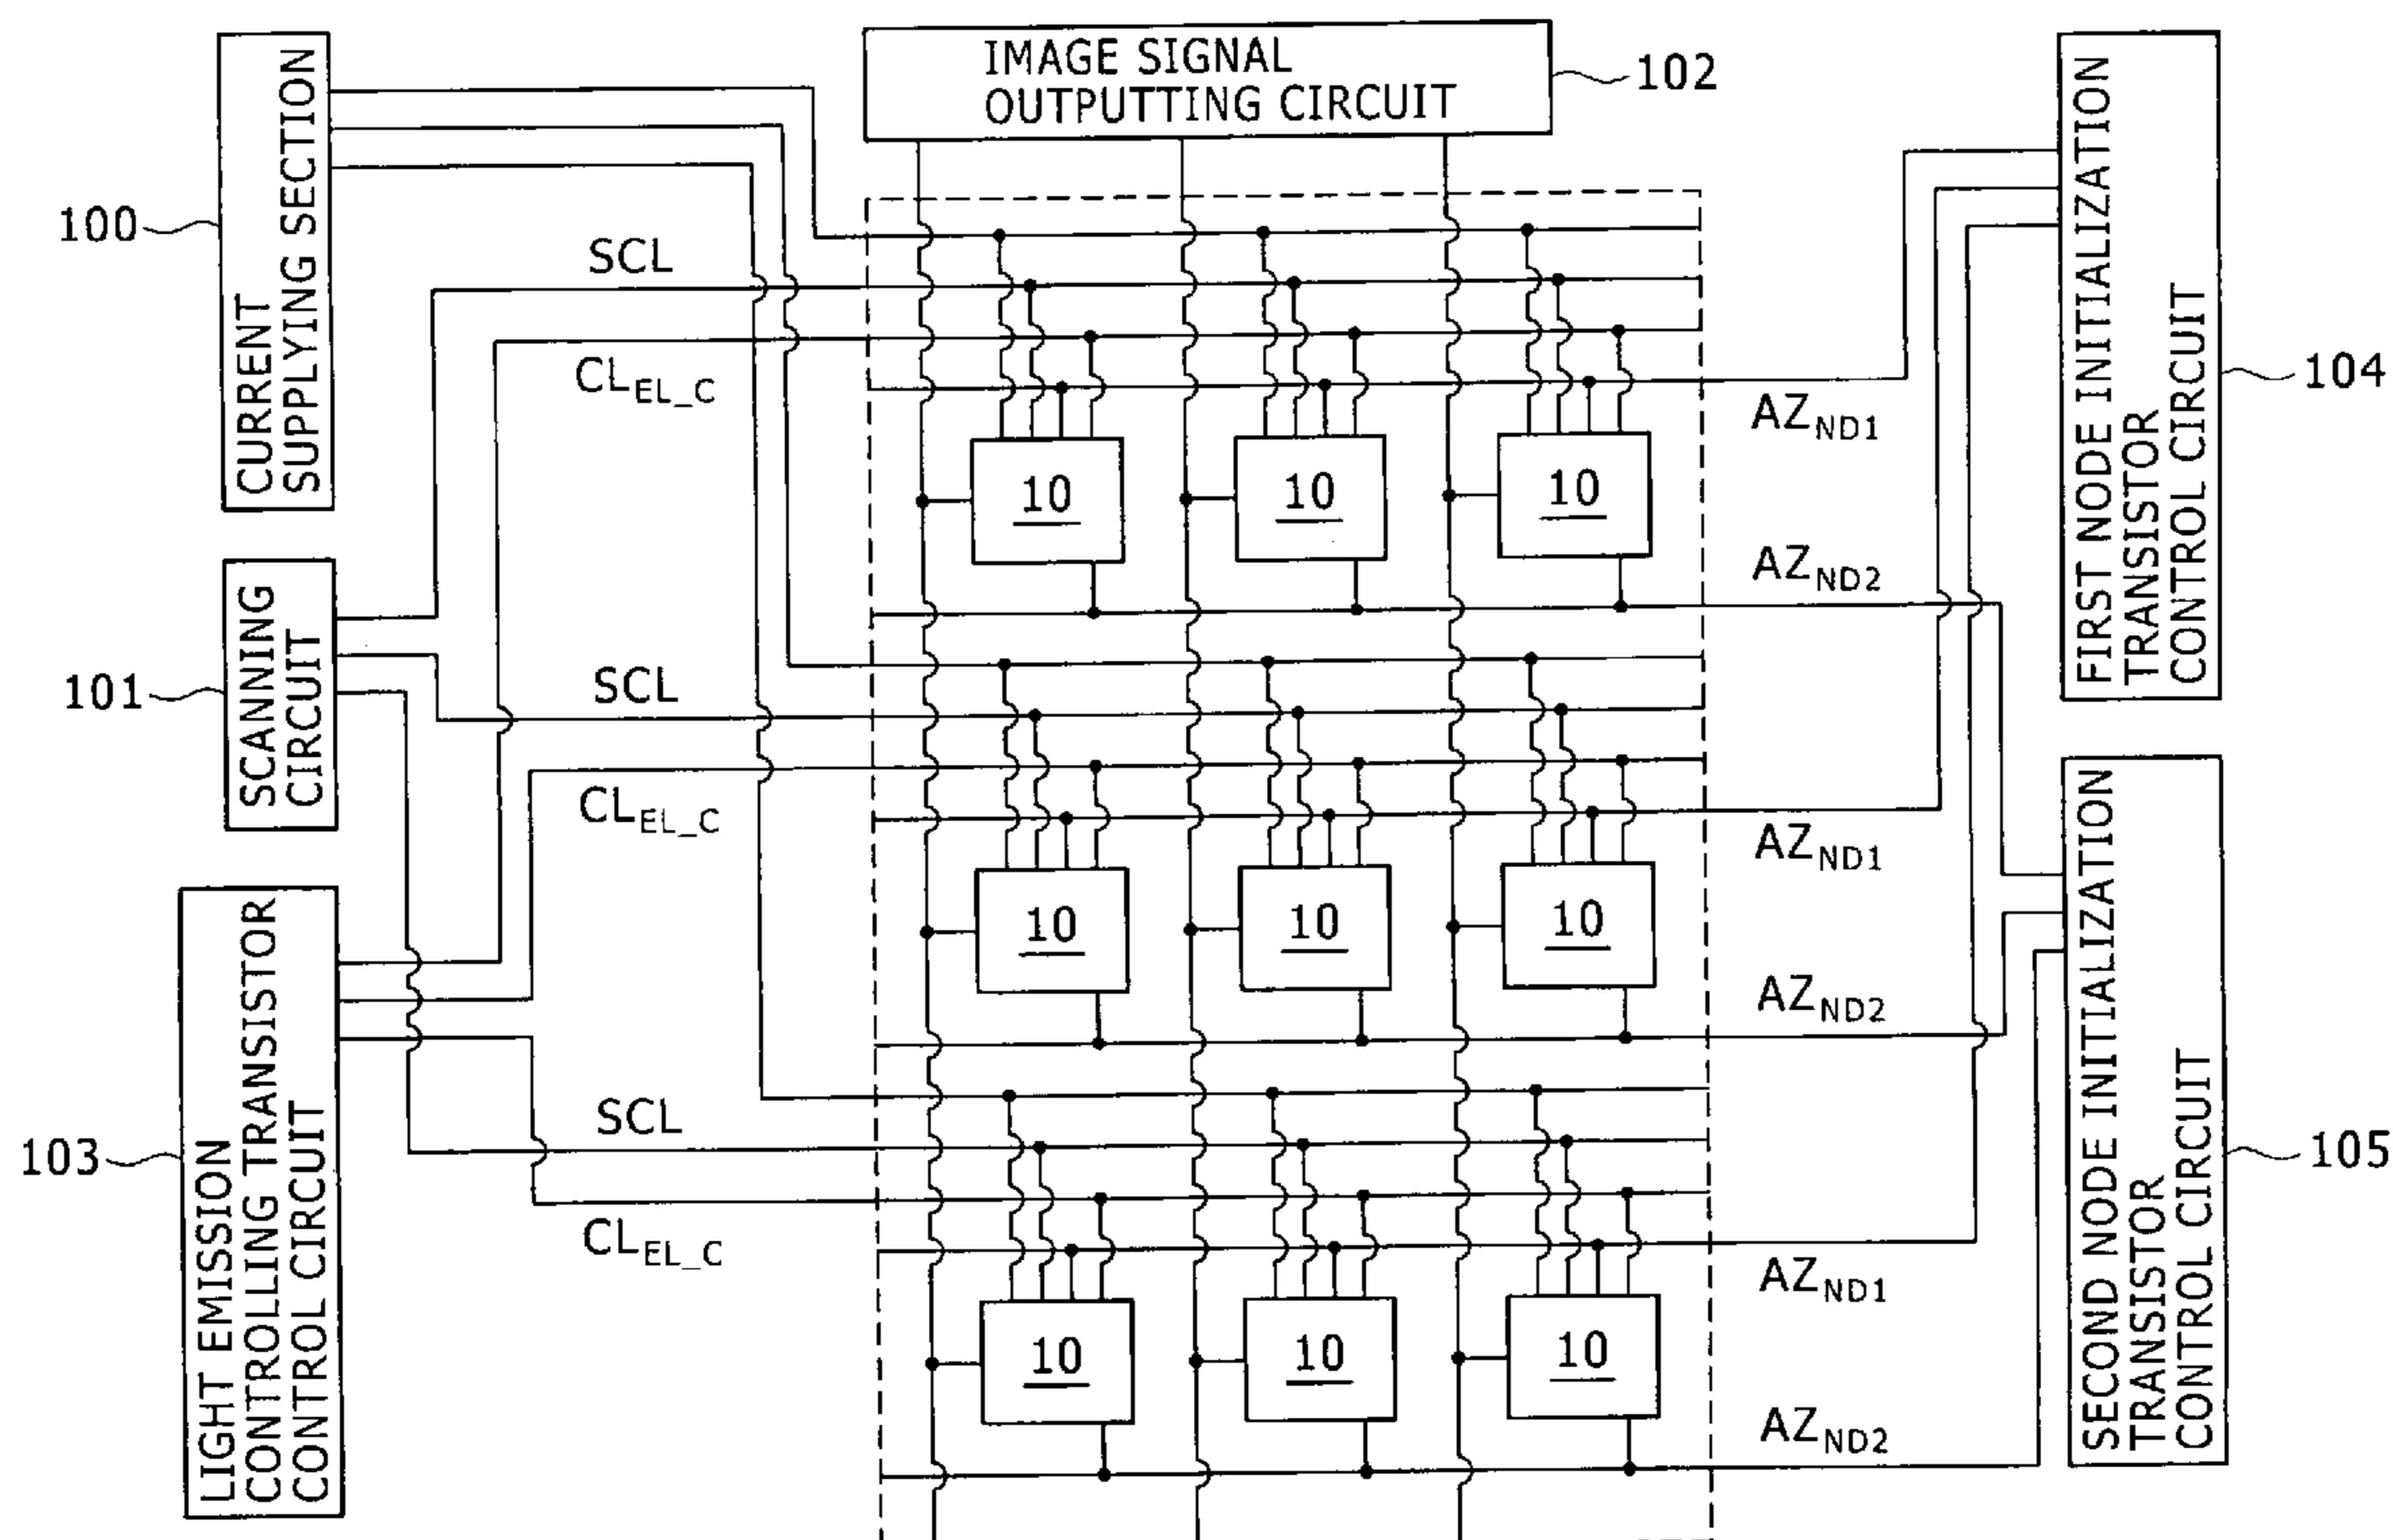 IMAGE SIGNAL
OUTPUTTING CIRCUIT
102
CURRENT
SUPPLYING SECTION
100
SCANNING
CIRCUIT
101
LIGHT EMISSION
CONTROLLING TRANSISTOR
CONTROL CIRCUIT
103
FIRST NODE INITIALIZATION
TRANSISTOR
CONTROL CIRCUIT
104
SECOND NODE INITIALIZATION
TRANSISTOR
CONTROL CIRCUIT
105
SCL
CL_EL_C
AZ_ND1
10 10 10
AZ_ND2
SCL
CL_EL_C
AZ_ND1
10 10 10
AZ_ND2
SCL
CL_EL_C
AZ_ND1
10 10 10
AZ_ND2